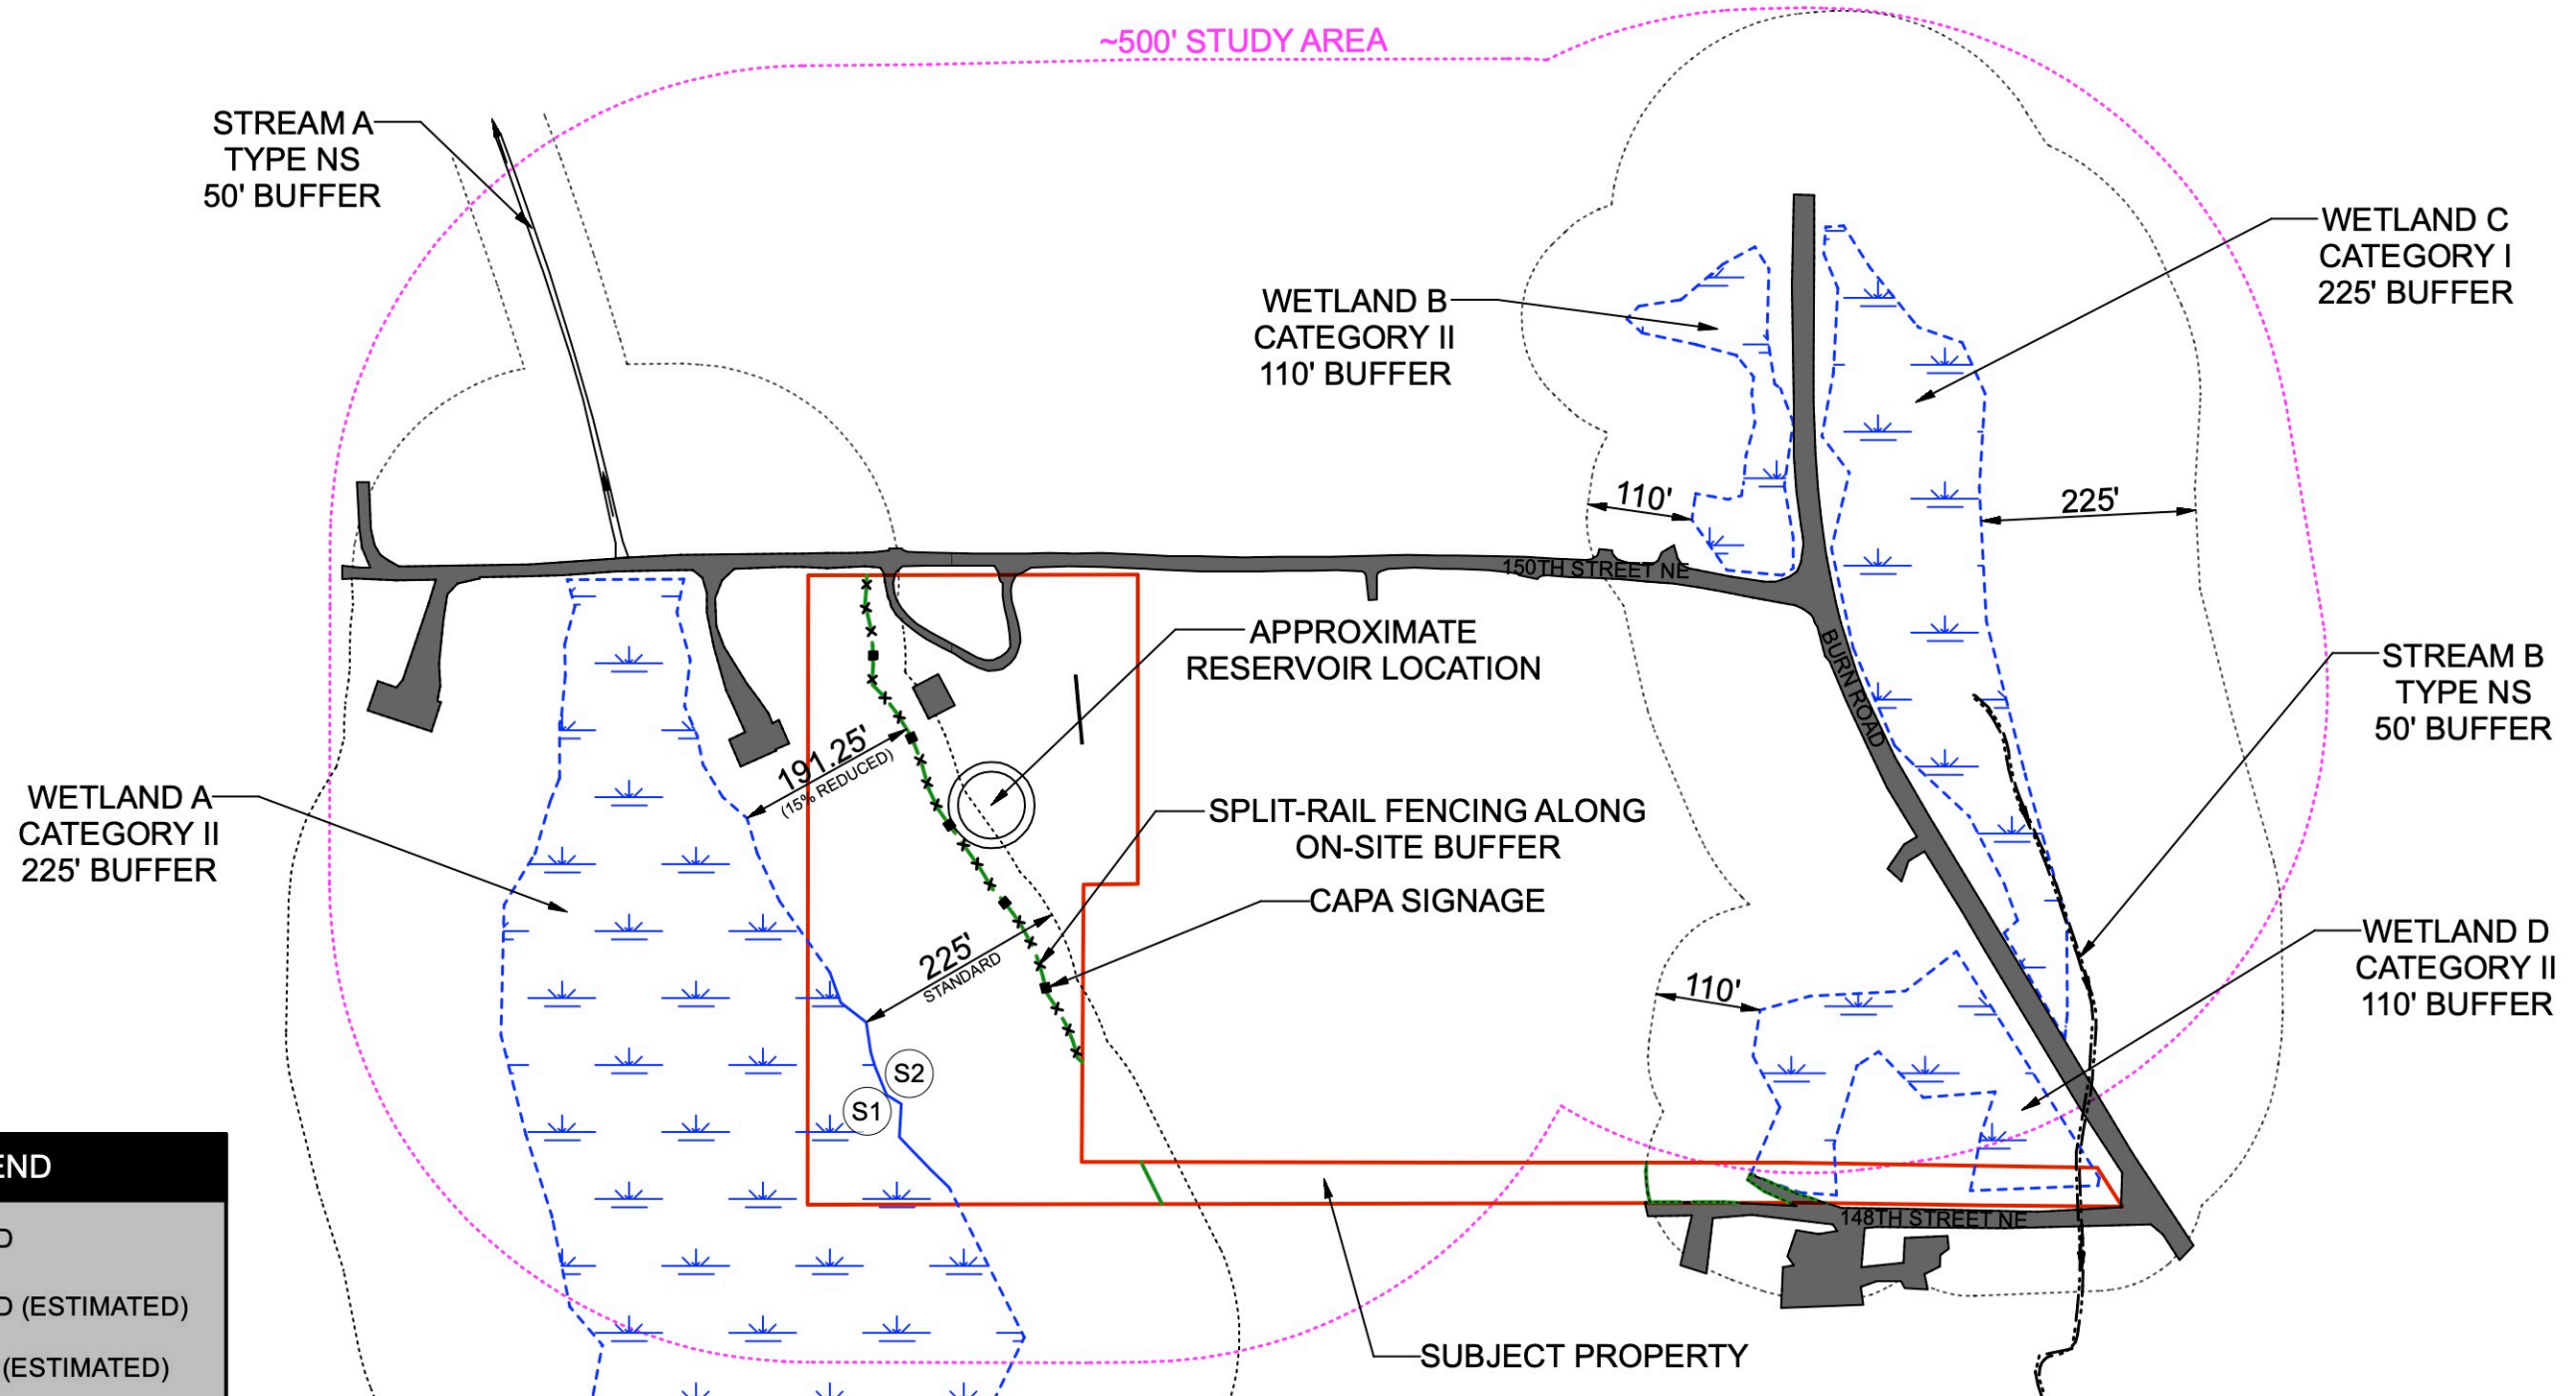 ~500' STUDY AREA
STREAM A
TYPE NS
50' BUFFER
WETLAND C
CATEGORY I
225' BUFFER
WETLAND B
CATEGORY II
110' BUFFER
110'
225'
150TH STREET NE
APPROXIMATE
RESERVOIR LOCATION
BURN ROAD
STREAM B
TYPE NS
50' BUFFER
191.25'
(15% REDUCED)
WETLAND A
CATEGORY II
225' BUFFER
SPLIT-RAIL FENCING ALONG
ON-SITE BUFFER
CAPA SIGNAGE
225'
STANDARD
110'
WETLAND D
CATEGORY II
110' BUFFER
S2
S1
END
D
D (ESTIMATED)
(ESTIMATED)
148TH STREET NE
SUBJECT PROPERTY